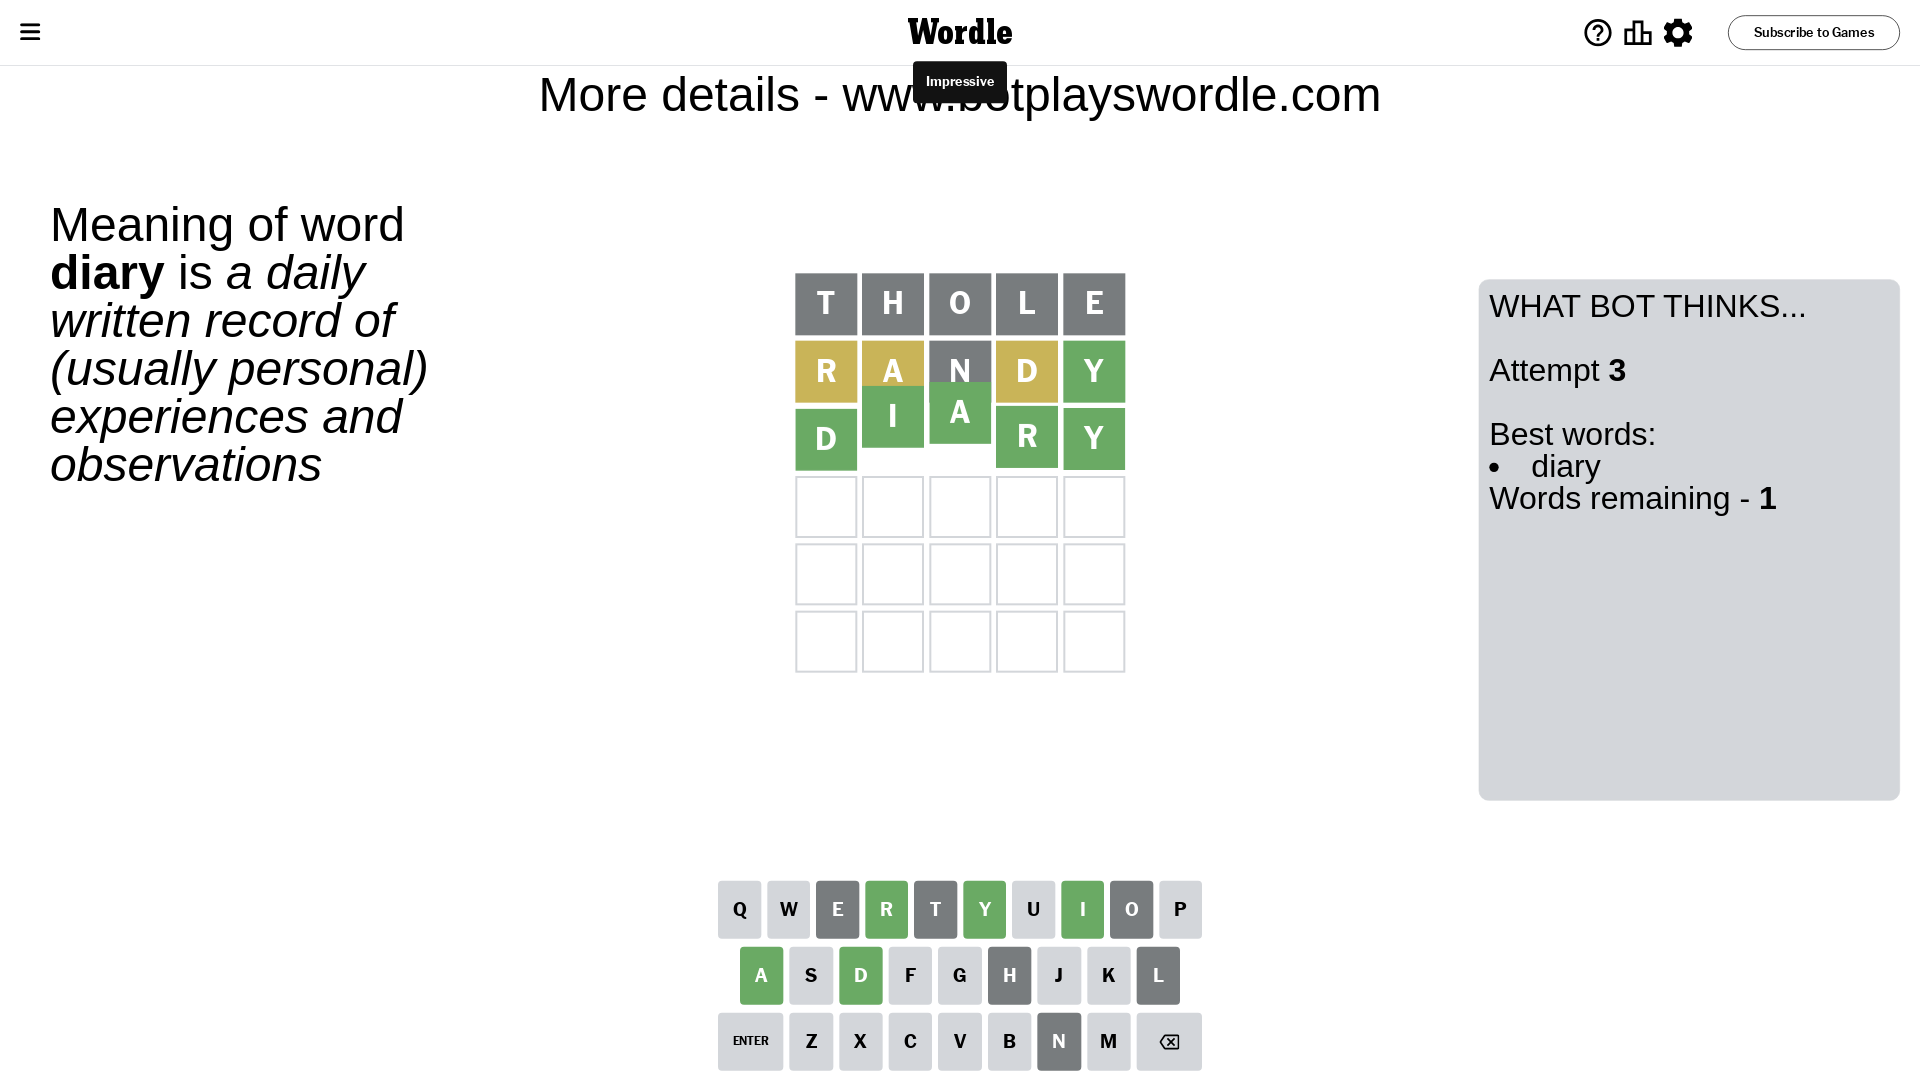 Wordle
Subscribe to Games
Impressive
More details - www.botplayswordle.com
Meaning of word
diary is a daily
written record of
(usually personal)
experiences and
observations
T H O L E
R A N D Y
D I A R Y
WHAT BOT THINKS...
Attempt 3
Best words:
• diary
Words remaining - 1
Q W E R T Y U I O P
A S D F G H J K L
ENTER Z X C V B N M